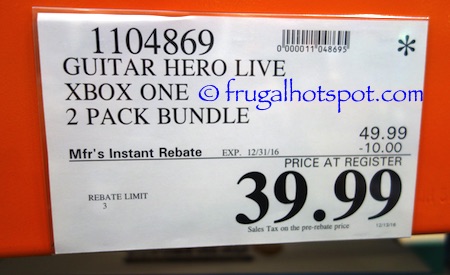 1104869
0000011048695
*
GUITAR HERO LIVE
XBOX ONE
© frugalhotspot.com
2 PACK BUNDLE
49.99
Mfr's Instant Rebate EXP. 12/31/16 -10.00
PRICE AT REGISTER
REBATE LIMIT
3
39.99
Sales Tax on the pre-rebate price